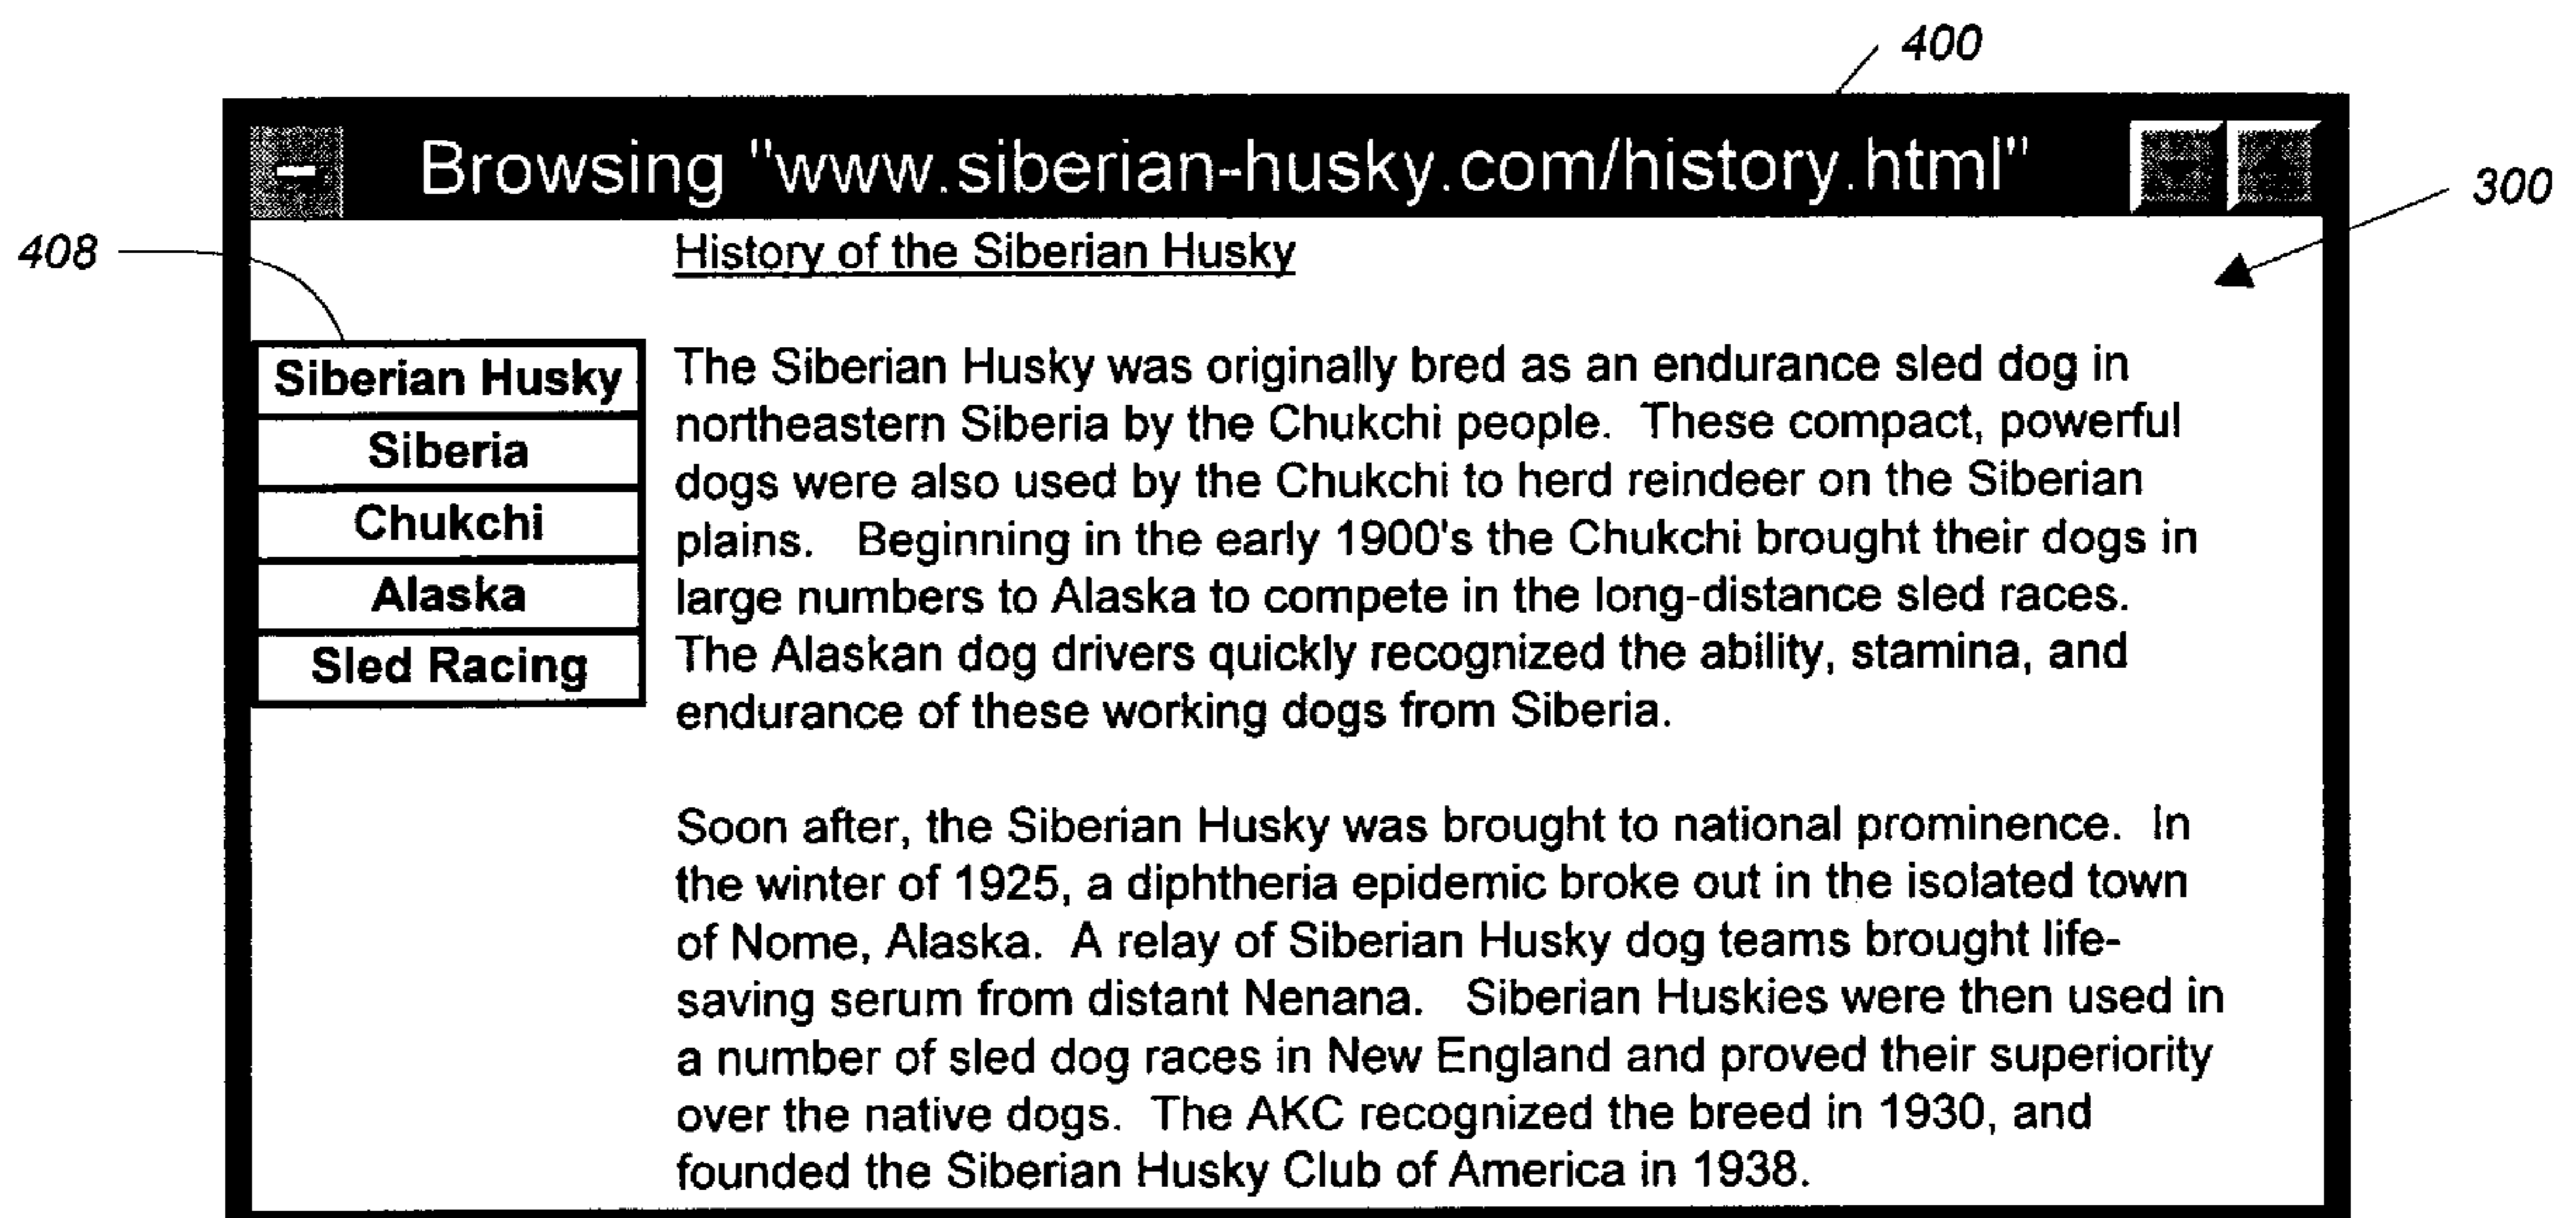 400
Browsing "www.siberian-husky.com/history.html"
300
408
History of the Siberian Husky
Siberian Husky
Siberia
Chukchi
Alaska
Sled Racing
The Siberian Husky was originally bred as an endurance sled dog in
northeastern Siberia by the Chukchi people. These compact, powerful
dogs were also used by the Chukchi to herd reindeer on the Siberian
plains. Beginning in the early 1900's the Chukchi brought their dogs in
large numbers to Alaska to compete in the long-distance sled races.
The Alaskan dog drivers quickly recognized the ability, stamina, and
endurance of these working dogs from Siberia.
Soon after, the Siberian Husky was brought to national prominence. In
the winter of 1925, a diphtheria epidemic broke out in the isolated town
of Nome, Alaska. A relay of Siberian Husky dog teams brought life-
saving serum from distant Nenana. Siberian Huskies were then used in
a number of sled dog races in New England and proved their superiority
over the native dogs. The AKC recognized the breed in 1930, and
founded the Siberian Husky Club of America in 1938.